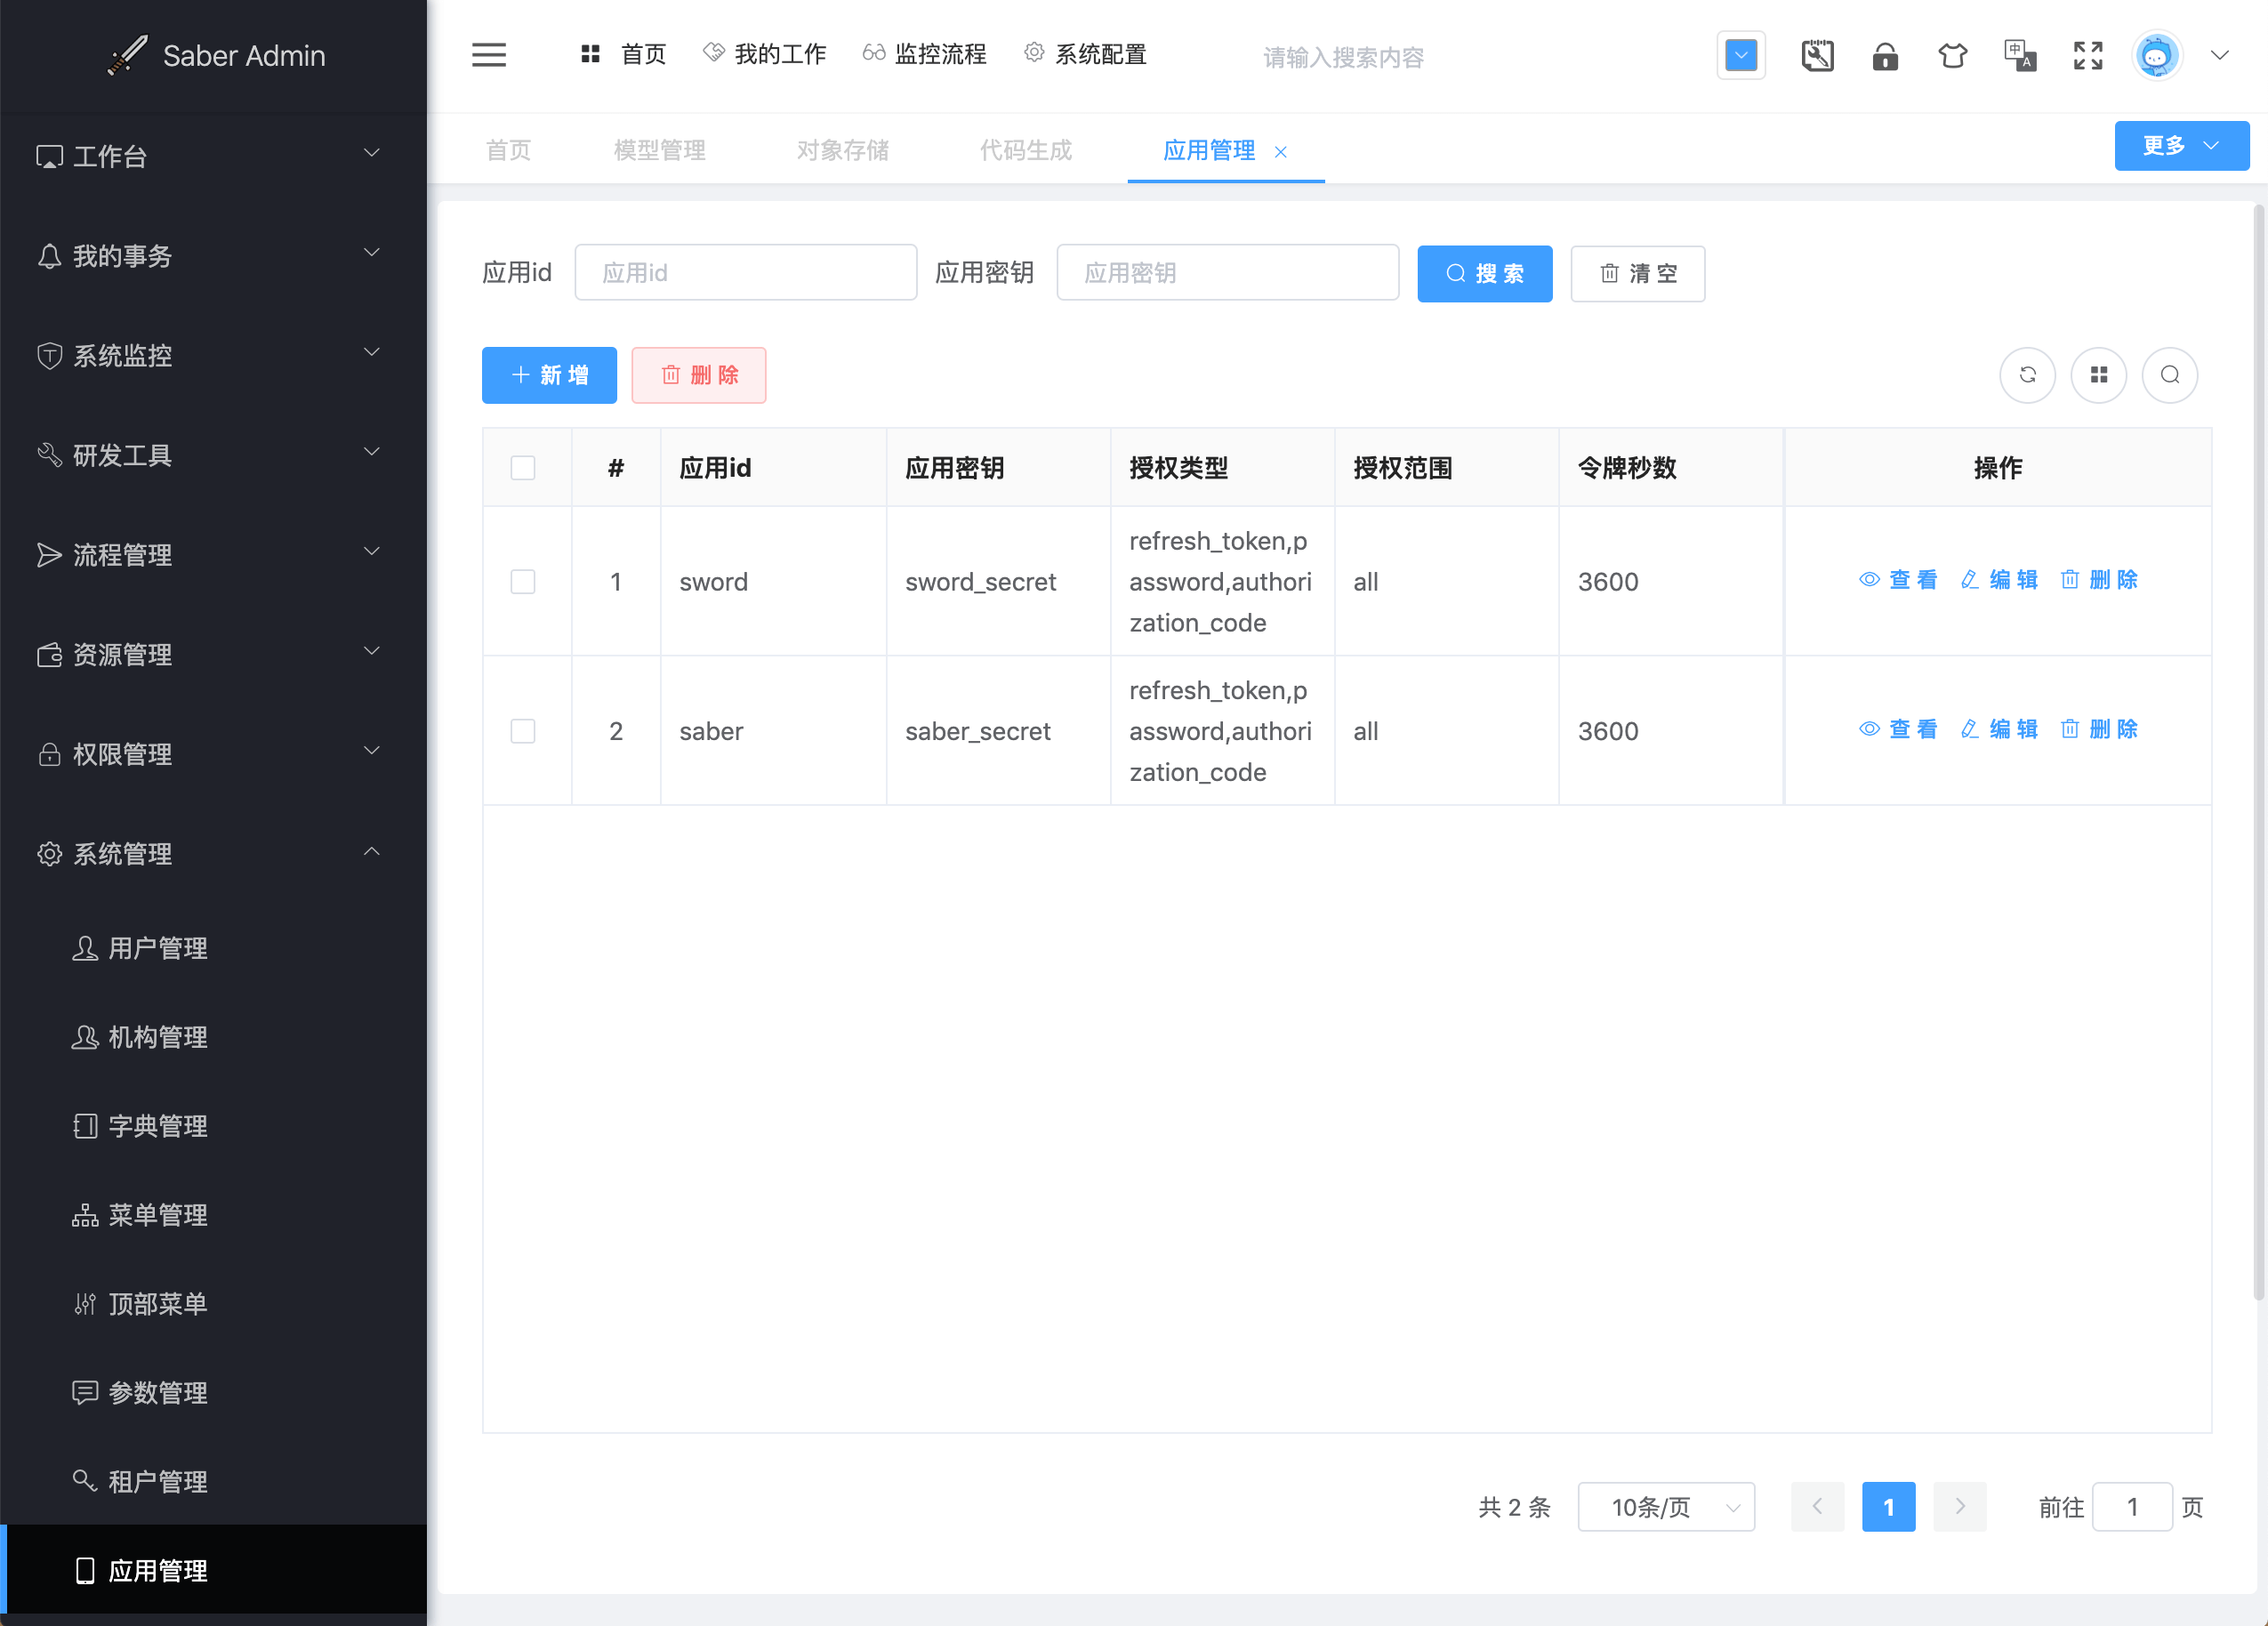 Saber Admin
首页 我的工作 监控流程 系统配置 请输入搜索内容
中 A
首页 模型管理 对象存储 代码生成 应用管理 更多
工作台
我的事务
系统监控
研发工具
流程管理
资源管理
权限管理
系统管理
用户管理
机构管理
字典管理
菜单管理
顶部菜单
参数管理
租户管理
应用管理
应用id 应用id 应用密钥 应用密钥 搜 索 清 空
新 增 删 除
# 应用id 应用密钥 授权类型 授权范围 令牌秒数 操作
1 sword sword_secret refresh_token,p
assword,authori
zation_code all 3600 查 看 编 辑 删 除
2 saber saber_secret refresh_token,p
assword,authori
zation_code all 3600 查 看 编 辑 删 除
共 2 条 10条/页 1 前往 1 页